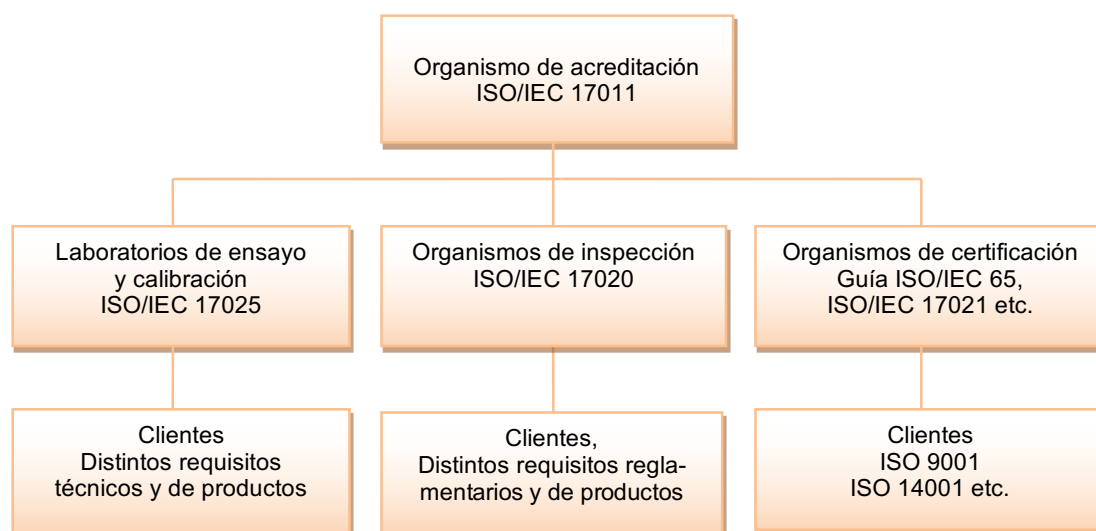 Organismo de acreditación
ISO/IEC 17011
Laboratorios de ensayo
y calibración
ISO/IEC 17025
Organismos de inspección
ISO/IEC 17020
Organismos de certificación
Guía ISO/IEC 65,
ISO/IEC 17021 etc.
Clientes
Distintos requisitos
técnicos y de productos
Clientes,
Distintos requisitos regla-
mentarios y de productos
Clientes
ISO 9001
ISO 14001 etc.